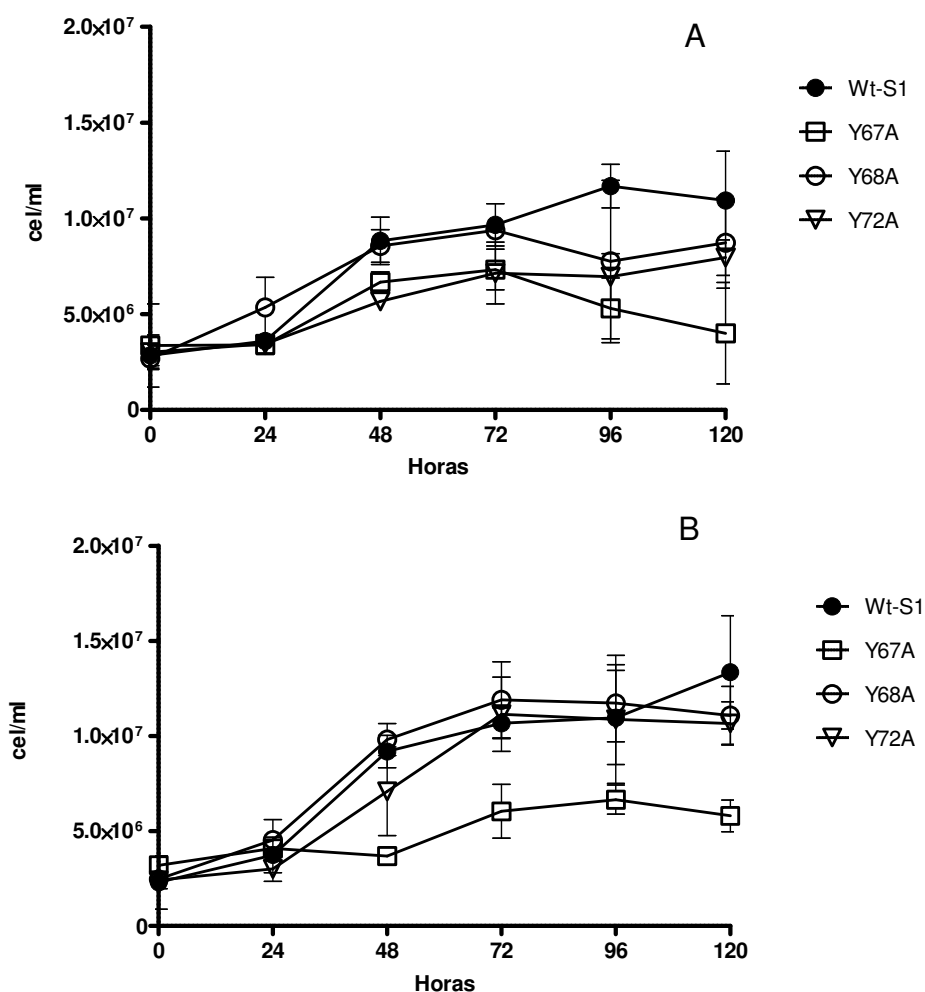 A
2.0×10⁷
1.5×10⁷
1.0×10⁷
5.0×10⁶
0
cel/ml
0 24 48 72 96 120
Horas
Wt-S1
Y67A
Y68A
Y72A
B
2.0×10⁷
1.5×10⁷
1.0×10⁷
5.0×10⁶
0
cel/ml
0 24 48 72 96 120
Horas
Wt-S1
Y67A
Y68A
Y72A